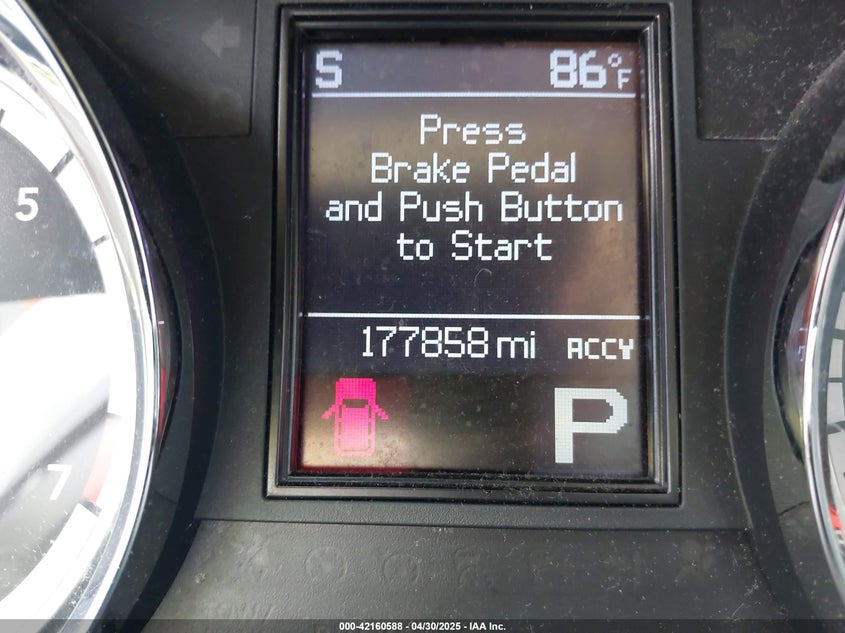 S 86°F
Press
Brake Pedal
and Push Button
to Start
177858 mi ACCY
P
5
7
000-42160588 - 04/30/2025 - IAA Inc.